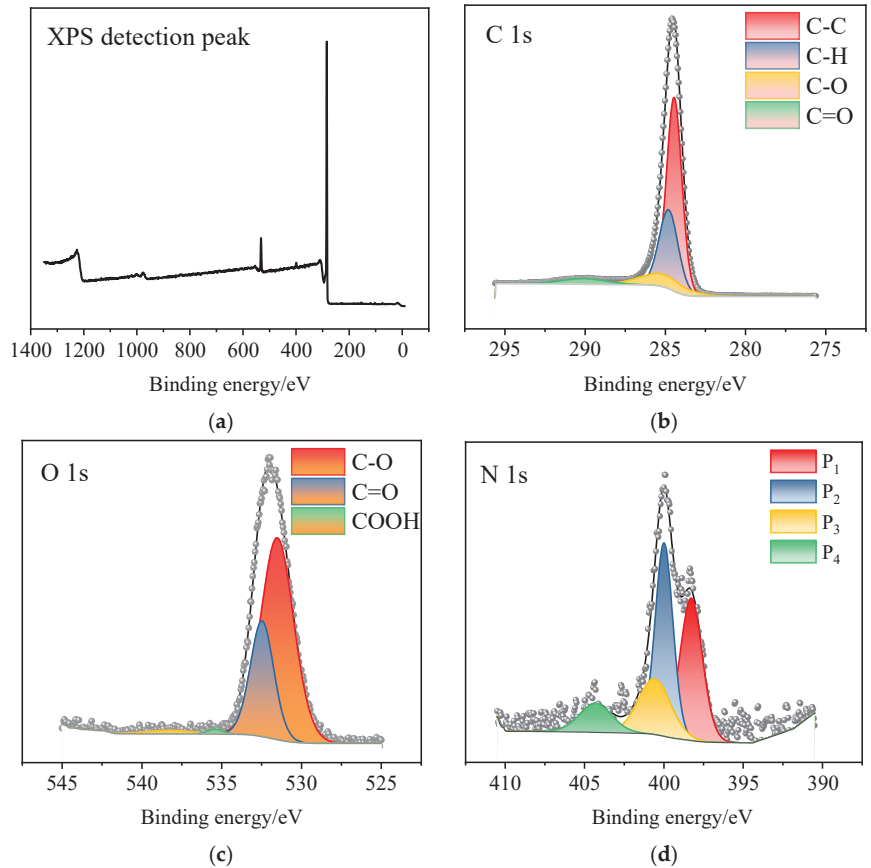 XPS detection peak
1400 1200 1000 800 600 400 200 0
Binding energy/eV
(a)
C 1s
C-C
C-H
C-O
C=O
295 290 285 280 275
Binding energy/eV
(b)
O 1s
C-O
C=O
COOH
545 540 535 530 525
Binding energy/eV
(c)
N 1s
P₁
P₂
P₃
P₄
410 405 400 395 390
Binding energy/eV
(d)